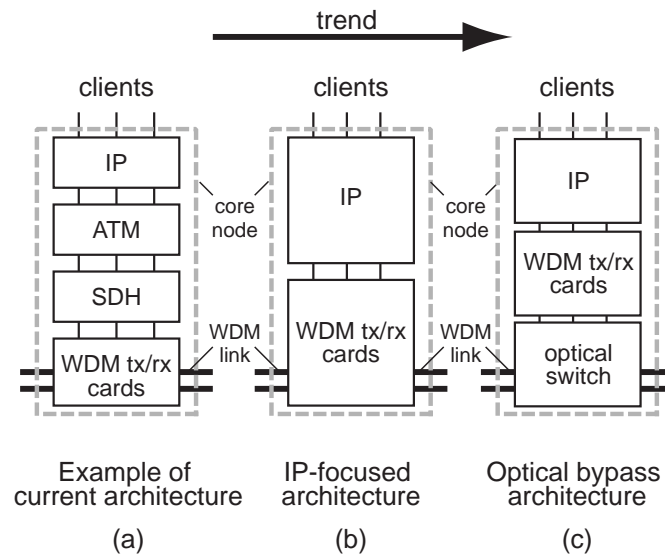 trend
clients
clients
clients
IP
ATM
SDH
WDM tx/rx
cards
core
node
WDM
link
IP
WDM tx/rx
cards
core
node
WDM
link
IP
WDM tx/rx
cards
optical
switch
Example of
current architecture
(a)
IP-focused
architecture
(b)
Optical bypass
architecture
(c)